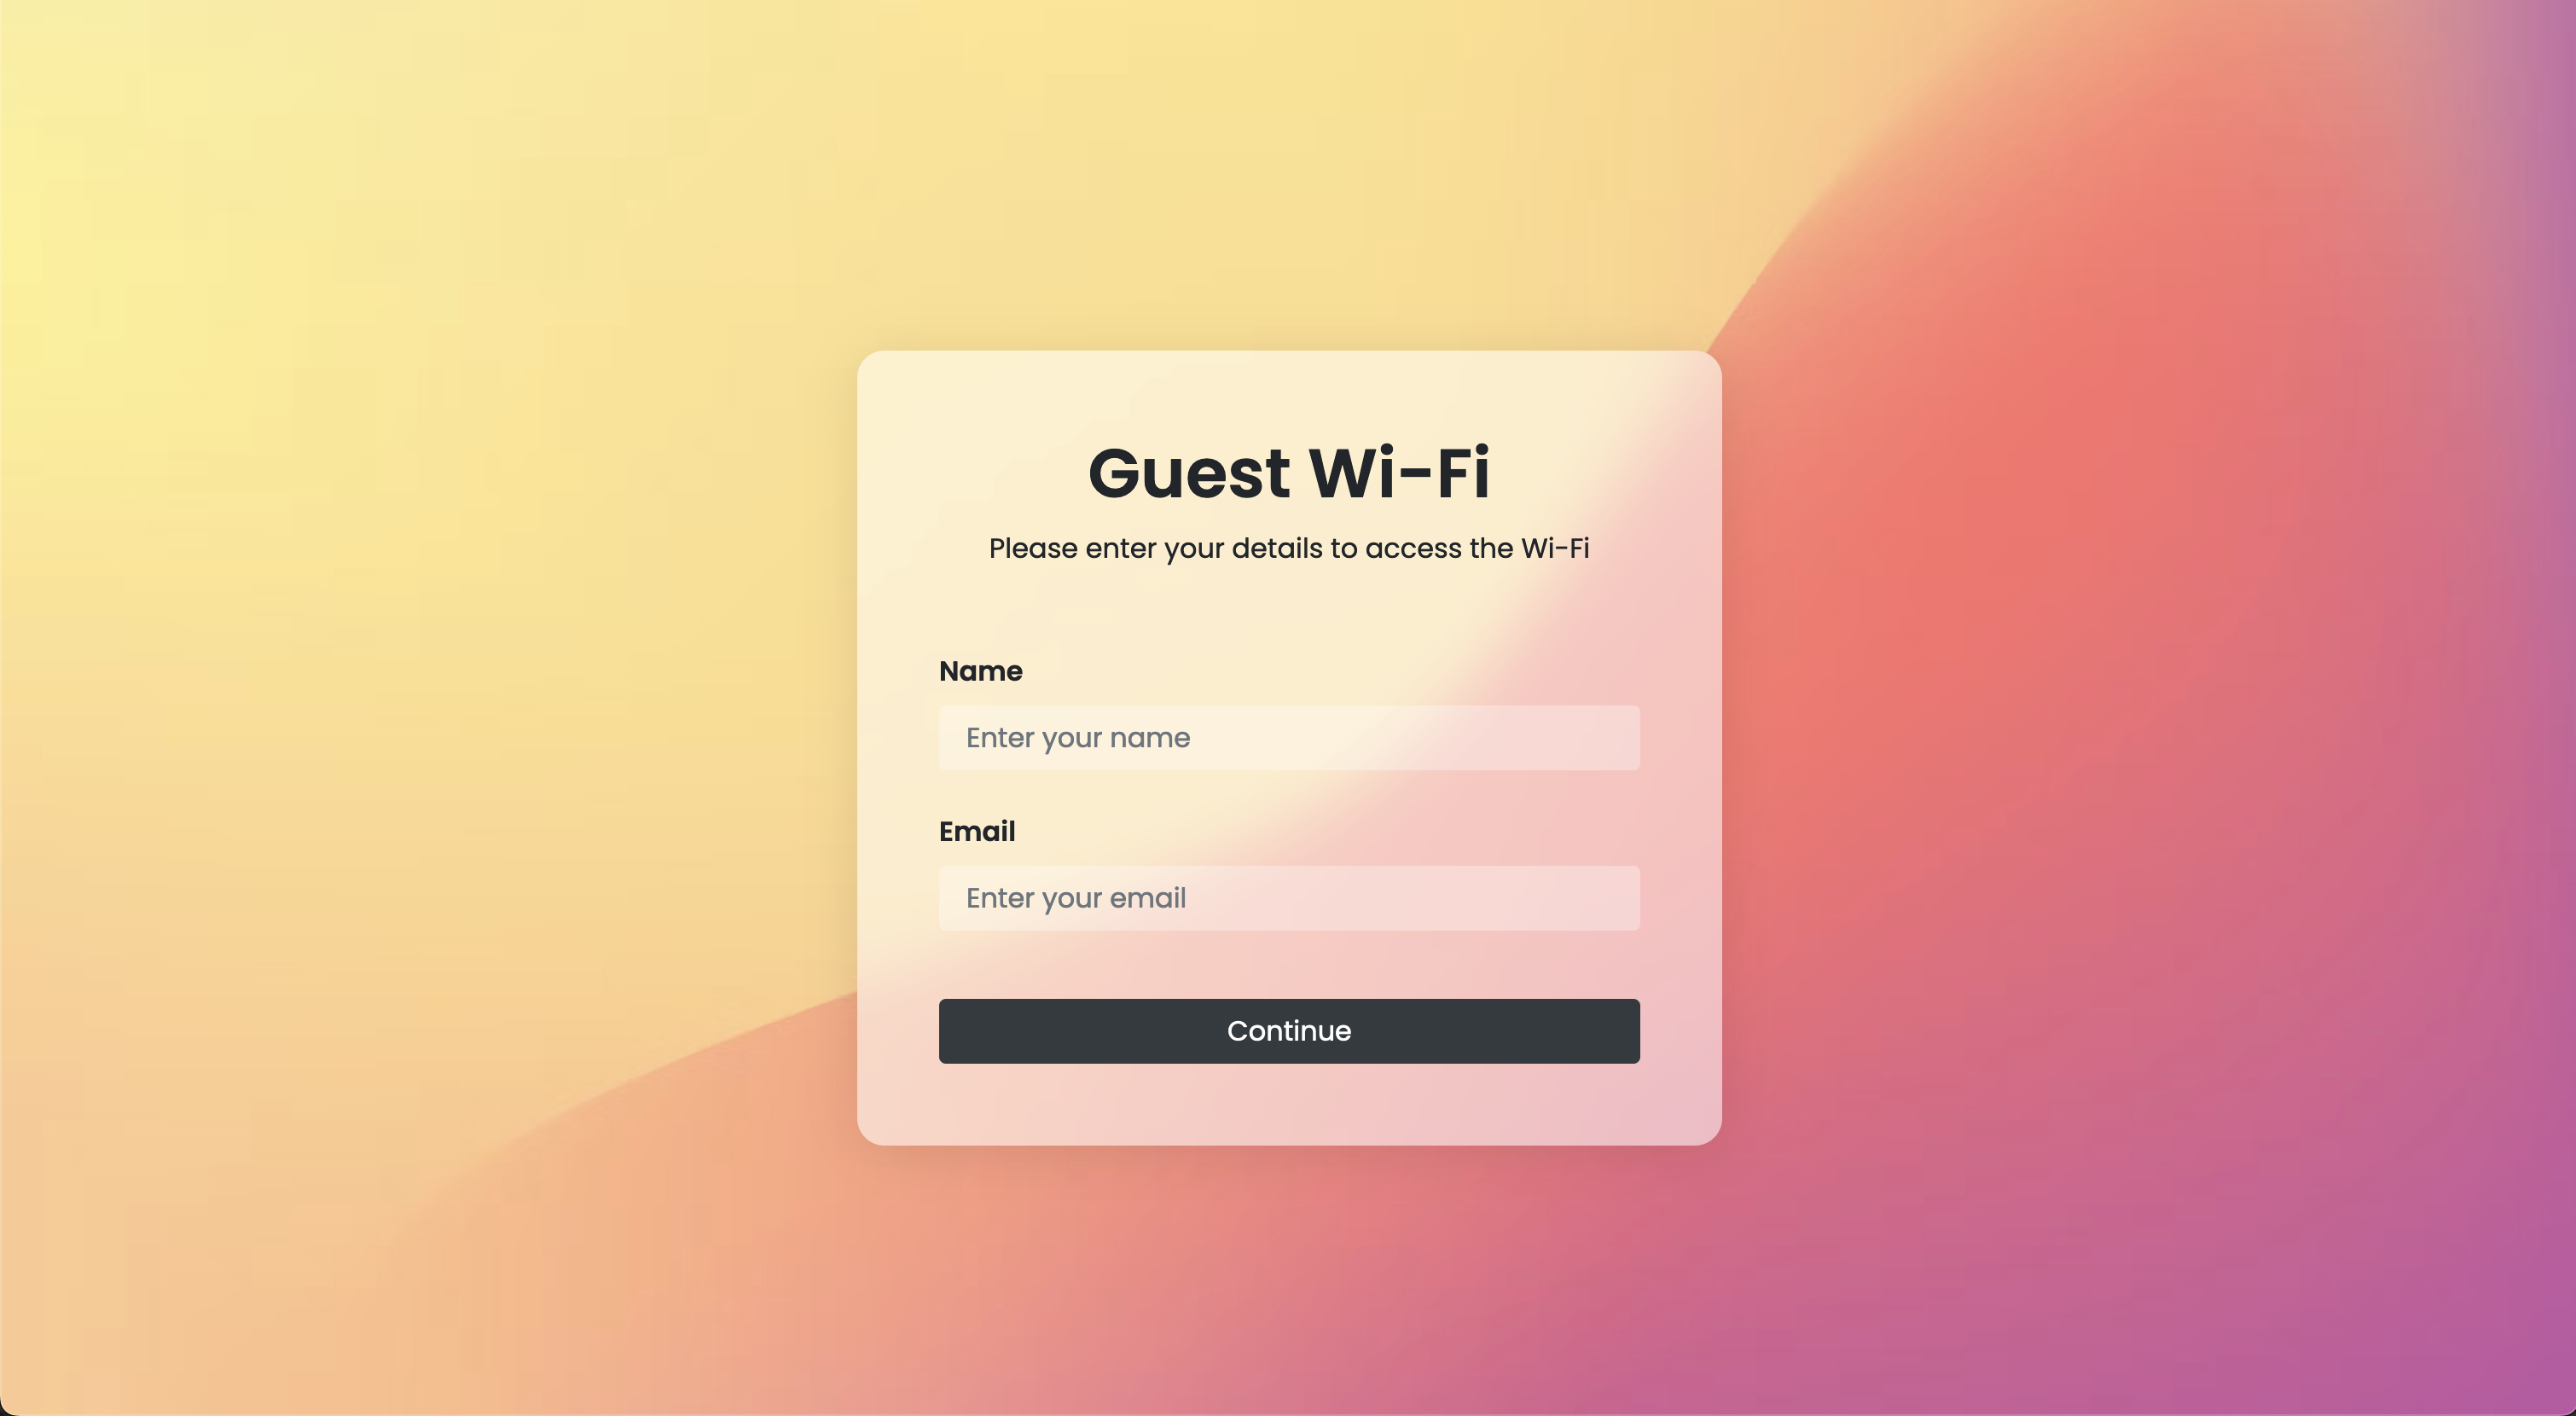 Guest Wi-Fi
Please enter your details to access the Wi-Fi
Name
Enter your name
Email
Enter your email
Continue